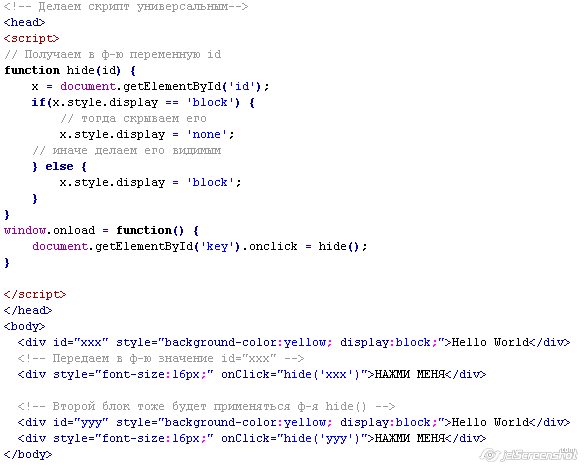 <!-- Делаем скрипт универсальным-->
<head>
<script>
// Получаем в ф-ю переменную id
function hide(id) {
    x = document.getElementById('id');
    if(x.style.display == 'block') {
        // тогда скрываем его
        x.style.display = 'none';
    // иначе делаем его видимым
    } else {
        x.style.display = 'block';
    }
}
window.onload = function() {
    document.getElementById('key').onclick = hide();
}

</script>
</head>
<body>
  <div id="xxx" style="background-color:yellow; display:block;">Hello World</div>
  <!-- Передаем в ф-ю значение id="xxx" -->
  <div style="font-size:16px;" onClick="hide('xxx')">НАЖМИ МЕНЯ</div>

  <!-- Второй блок тоже будет применяться ф-я hide() -->
  <div id="yyy" style="background-color:yellow; display:block;">Hello World</div>
  <div style="font-size:16px;" onClick="hide('yyy')">НАЖМИ МЕНЯ</div>
</body>
jetScreenshot